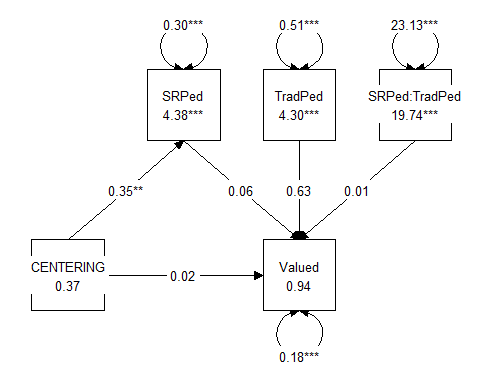 0.30***
0.51***
23.13***
SRPed
4.38***
TradPed
4.30***
SRPed:TradPed
19.74***
0.35**
0.06
0.63
0.01
CENTERING
0.37
0.02
Valued
0.94
0.18***